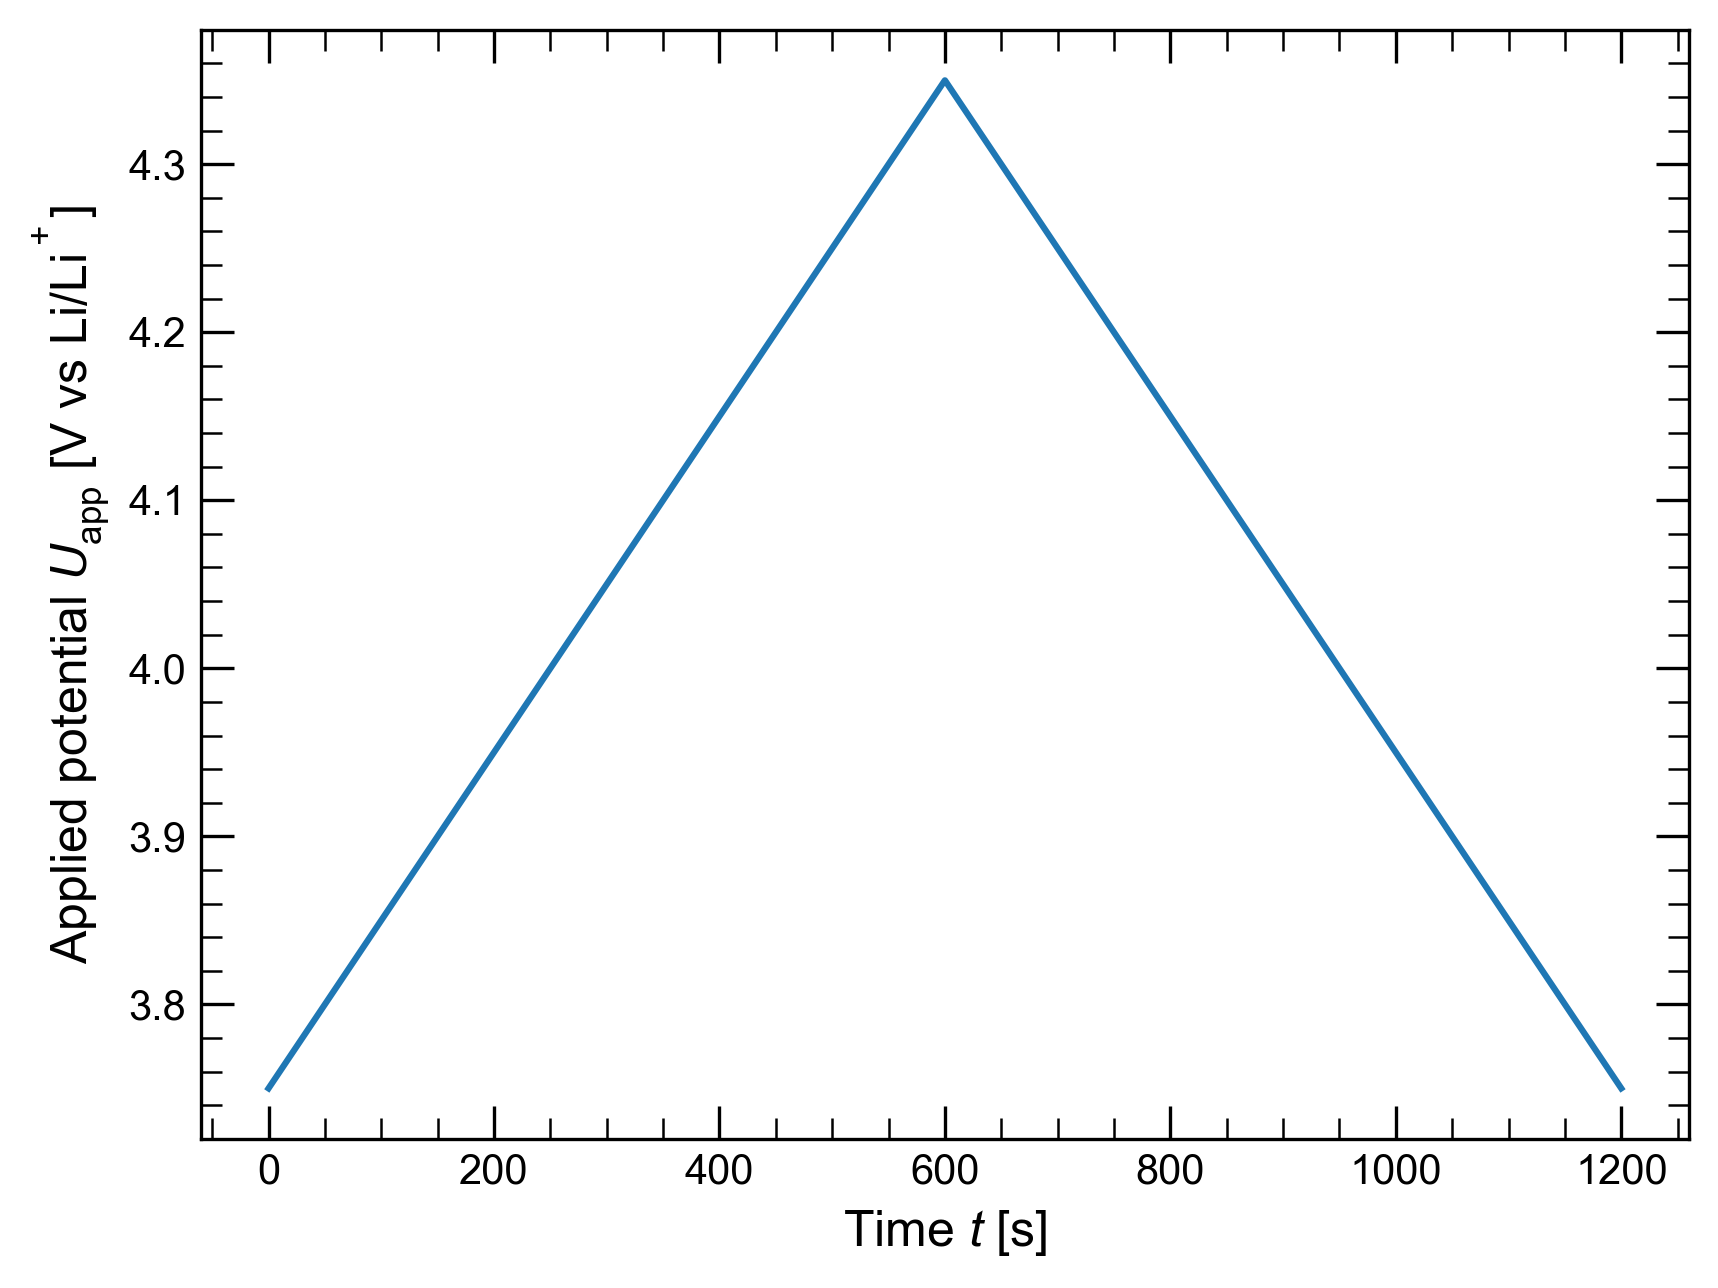 4.3
4.2
4.1
4.0
3.9
3.8
Applied potential U_app [V vs Li/Li⁺]
0 200 400 600 800 1000 1200
Time t [s]